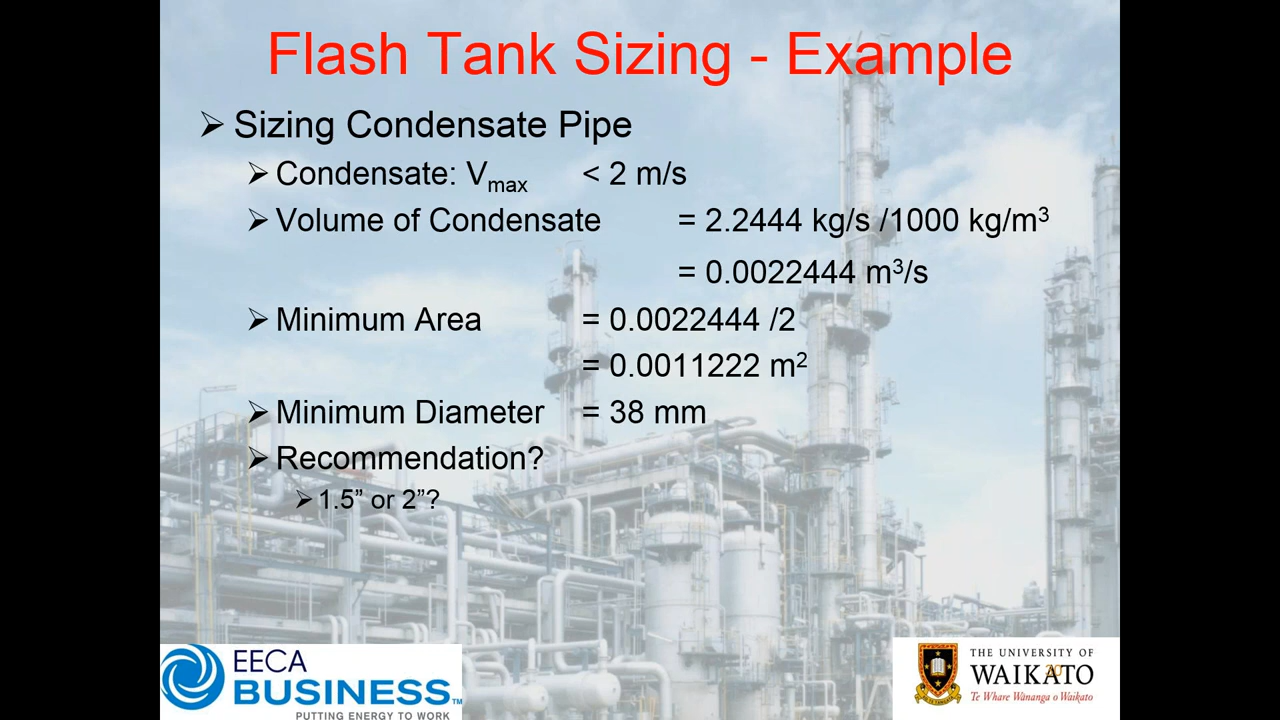 Flash Tank Sizing - Example
Sizing Condensate Pipe
Condensate: Vmax < 2 m/s
Volume of Condensate = 2.2444 kg/s /1000 kg/m³
= 0.0022444 m³/s
Minimum Area = 0.0022444 /2
= 0.0011222 m²
Minimum Diameter = 38 mm
Recommendation?
1.5” or 2”?
EECA
BUSINESS™
PUTTING ENERGY TO WORK
THE UNIVERSITY OF
WAIKATO
Te Whare Wānanga o Waikato
20